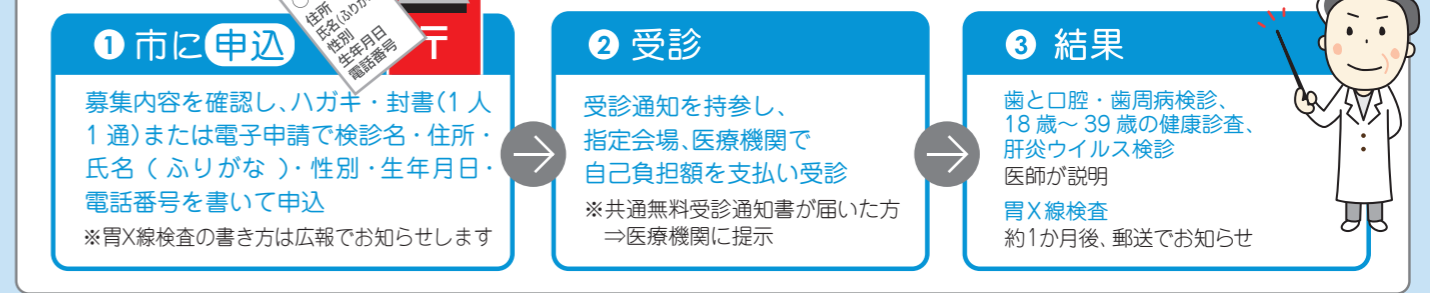 住所
氏名(ふりが
性別
生年月日
電話番号
〒
❶ 市に申込
募集内容を確認し、ハガキ・封書(1 人
1 通)または電子申請で検診名・住所・
氏名 ( ふりがな )・性別・生年月日・
電話番号を書いて申込
※胃X線検査の書き方は広報でお知らせします
❷ 受診
受診通知を持参し、
指定会場、医療機関で
自己負担額を支払い受診
※共通無料受診通知書が届いた方
⇒医療機関に提示
❸ 結果
歯と口腔・歯周病検診、
18 歳～ 39 歳の健康診査、
肝炎ウイルス検診
医師が説明
胃X線検査
約1か月後、郵送でお知らせ